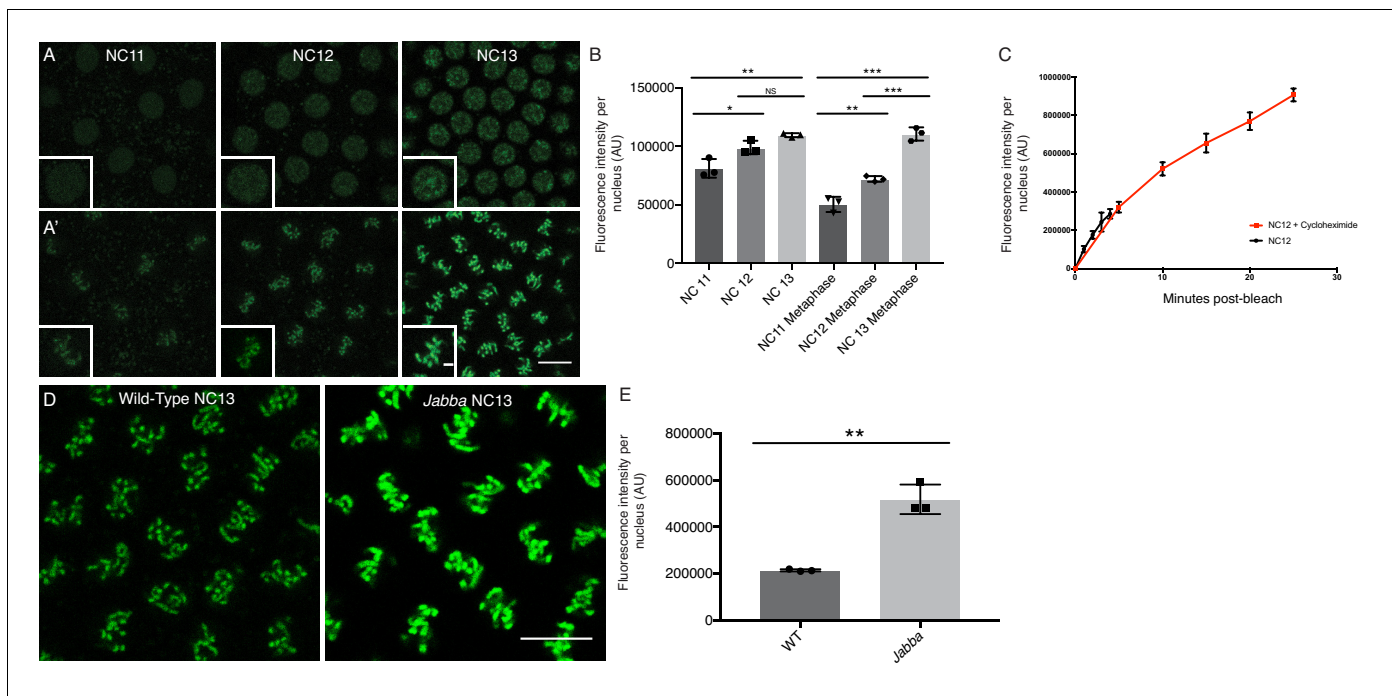 A
NC11
NC12
NC13
A'
B
**
***
NS
***
*
**
150000
100000
50000
0
Fluorescence intensity per
nucleus (AU)
NC 11
NC 12
NC 13
NC11 Metaphase
NC12 Metaphase
NC 13 Metaphase
C
1000000
800000
600000
400000
200000
0
Fluorescence intensity per
nucleus (AU)
NC12 + Cycloheximide
NC12
0
10
20
30
Minutes post-bleach
D
Wild-Type NC13
Jabba NC13
E
**
800000
600000
400000
200000
0
Fluorescence intensity per
nucleus (AU)
WT
Jabba